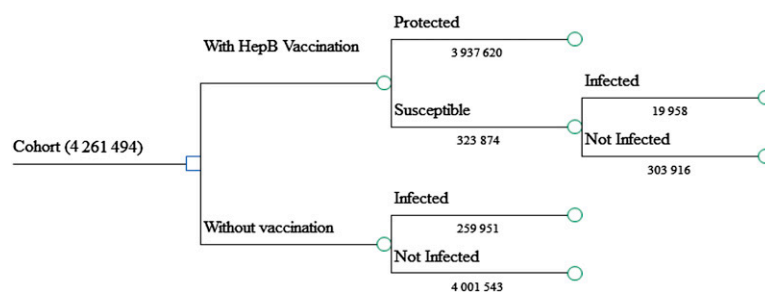 Protected
With HepB Vaccination
3 937 620
Infected
Susceptible
19 958
Not Infected
323 874
Cohort (4 261 494)
303 916
Infected
Without vaccination
259 951
Not Infected
4 001 543